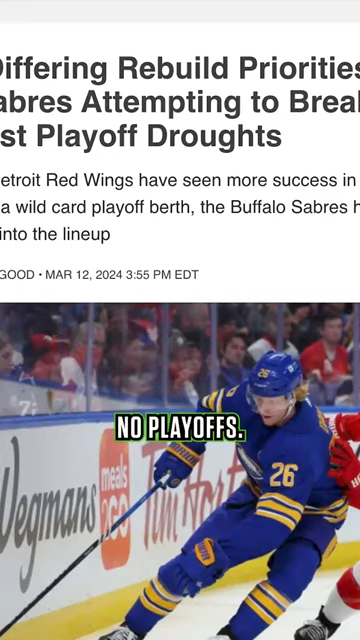 Differing Rebuild Priorities
abres Attempting to Break
st Playoff Droughts
etroit Red Wings have seen more success in
a wild card playoff berth, the Buffalo Sabres h
into the lineup
GOOD • MAR 12, 2024 3:55 PM EDT
NO PLAYOFFS.
26
26
Wegmans
meals
2GO
Tim Hort